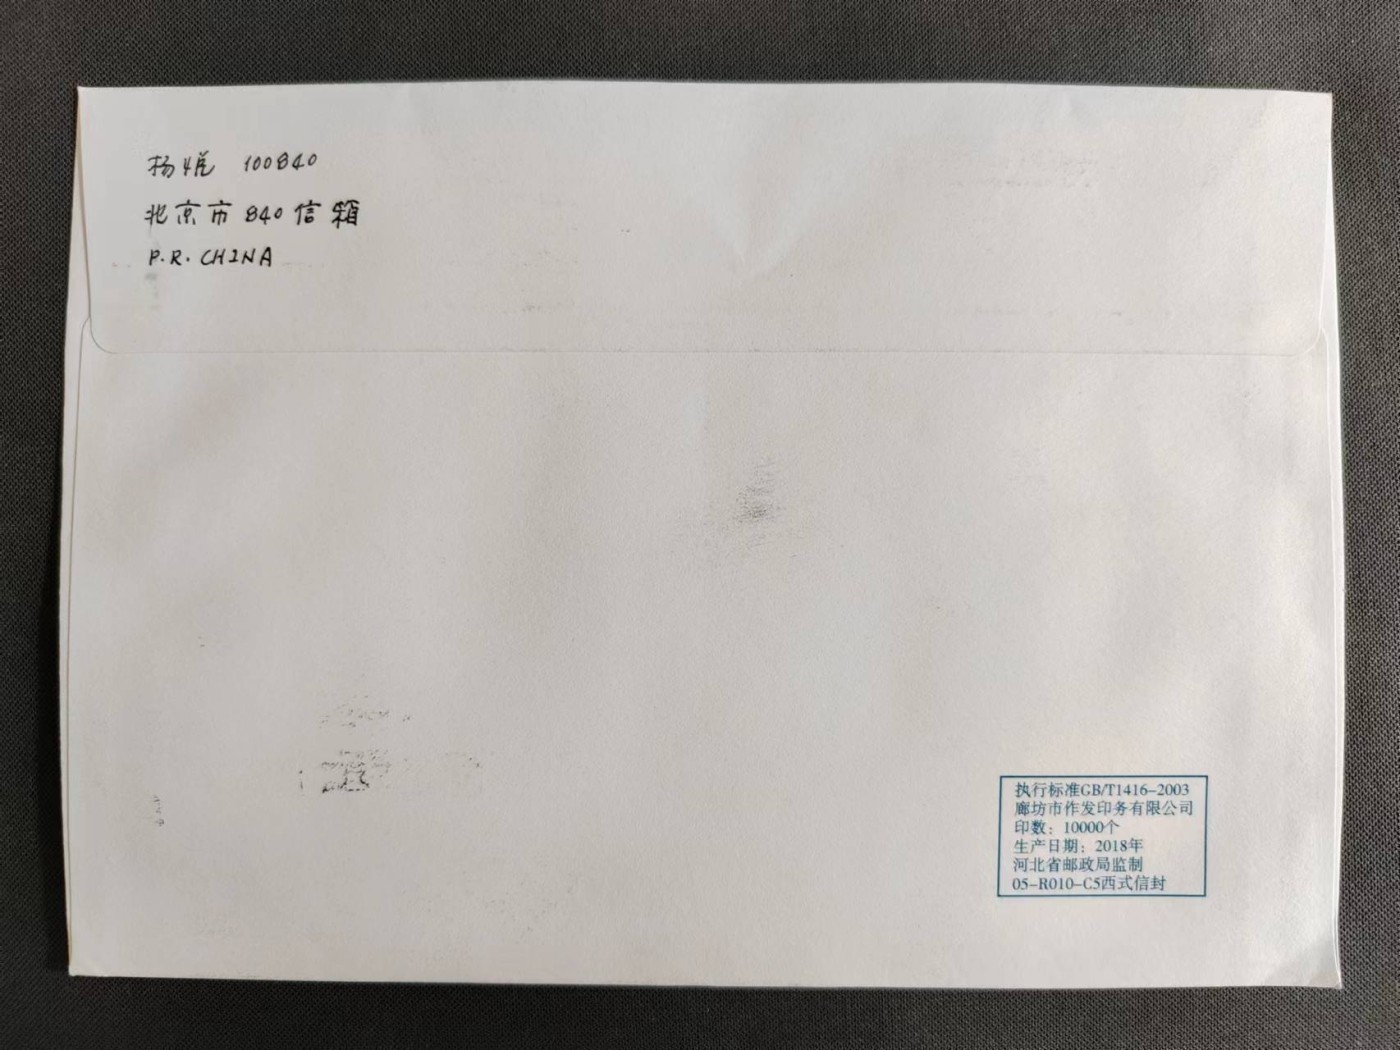 杨悦 100840
北京市 840 信箱
P.R. CHINA
执行标准GB/T1416-2003
廊坊市作发印务有限公司
印数：10000个
生产日期：2018年
河北省邮政局监制
05-R010-C5西式信封